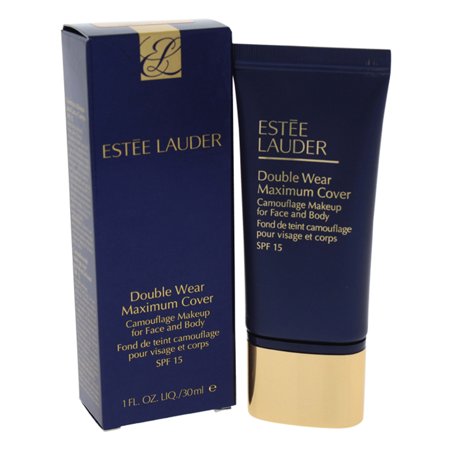 EL
ESTĒE LAUDER
Double Wear
Maximum Cover
Camouflage Makeup
for Face and Body
Fond de teint camouflage
pour visage et corps
SPF 15
1 FL. OZ. LIQ./30ml e
ESTĒE
LAUDER
Double Wear
Maximum Cover
Camouflage Makeup
for Face and Body
Fond de teint camouflage
pour visage et corps
SPF 15